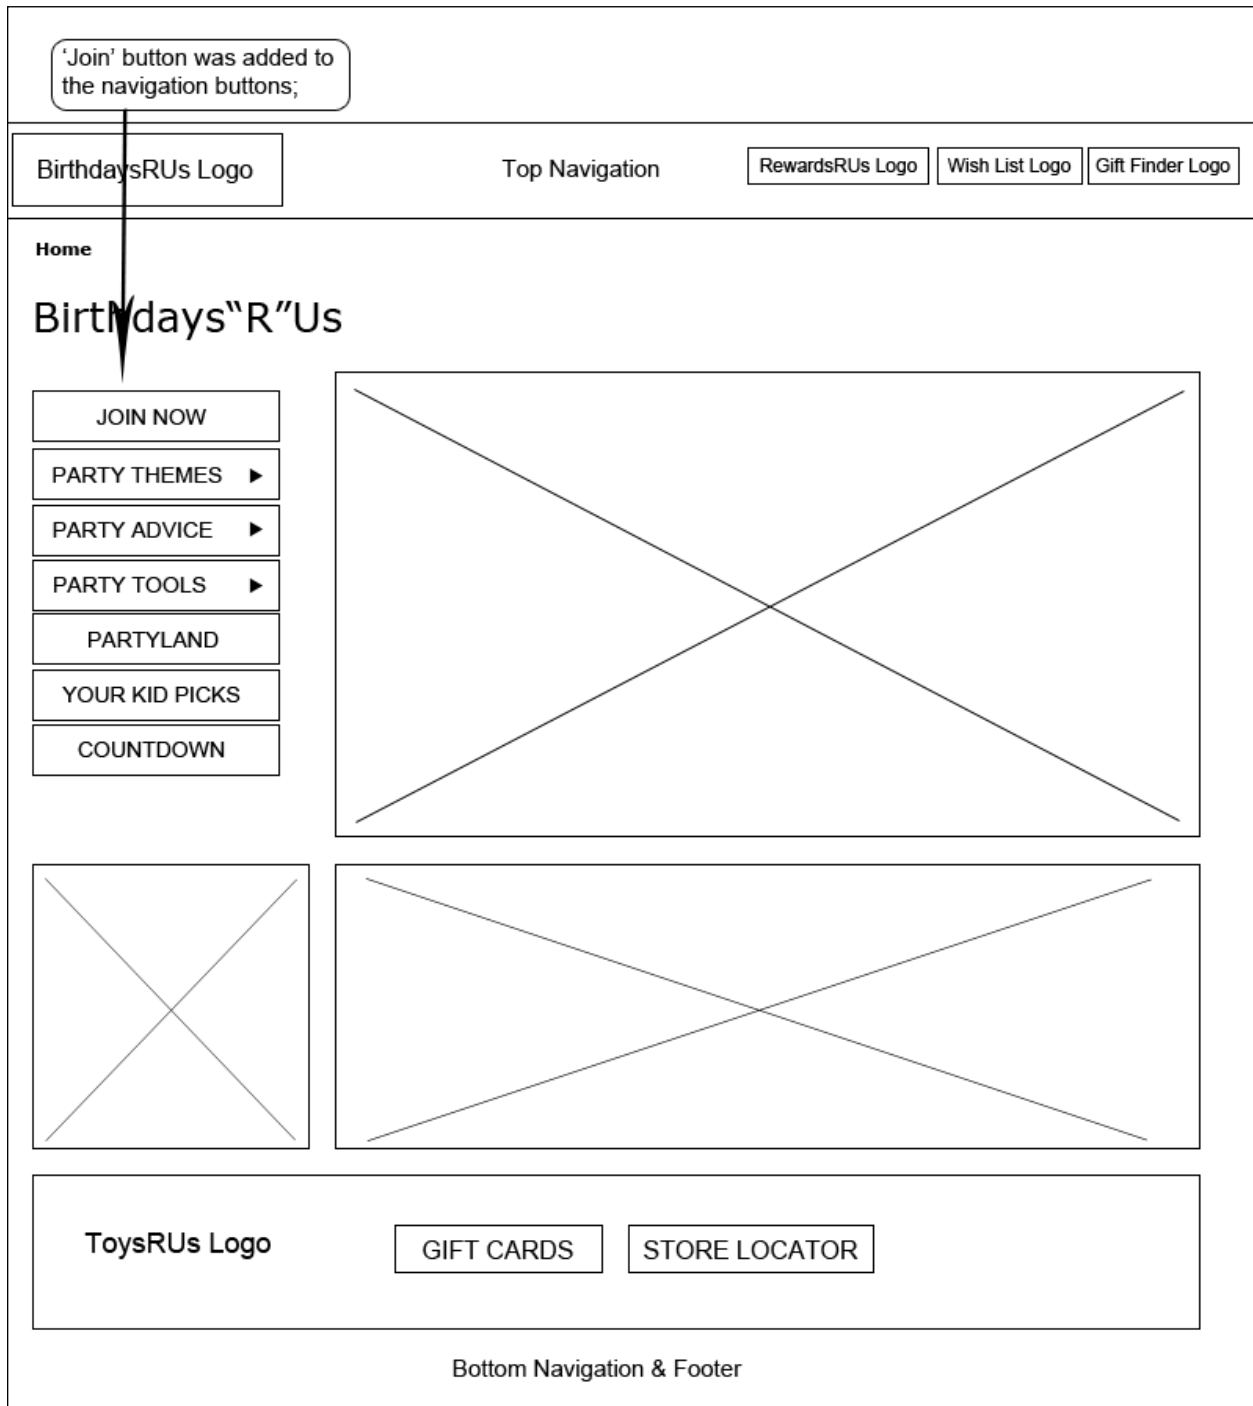 ‘Join’ button was added to
the navigation buttons;
BirthdaysRUs Logo
Top Navigation
RewardsRUs Logo
Wish List Logo
Gift Finder Logo
Home
Birthdays“R”Us
JOIN NOW
PARTY THEMES
PARTY ADVICE
PARTY TOOLS
PARTYLAND
YOUR KID PICKS
COUNTDOWN
ToysRUs Logo
GIFT CARDS
STORE LOCATOR
Bottom Navigation & Footer